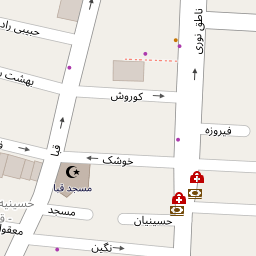 حبیبی راد
ناطق نوری
بهشت
کوروش
فیروزه
قبا
خوشک
مسجد قبا
مسجد
حسینیه
حسینیان
معقول
نگین